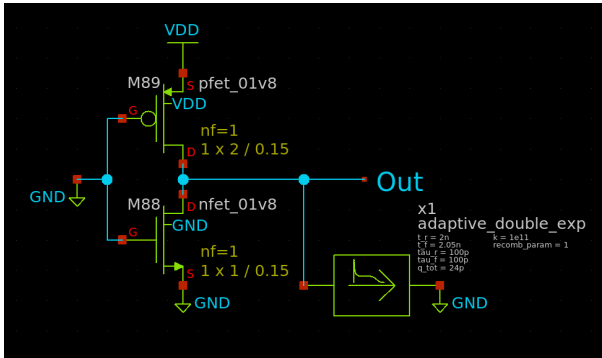 VDD
M89 pfet_01v8
S
VDD
G
nf=1
D
1 x 2 / 0.15
Out
GND
M88 nfet_01v8
D
GND
G
nf=1
S
1 x 1 / 0.15
GND
x1
adaptive_double_exp
t_r = 2n k = 1e11
t_f = 2.05n recomb_param = 1
tau_r = 100p
tau_f = 100p
q_tot = 24p
GND